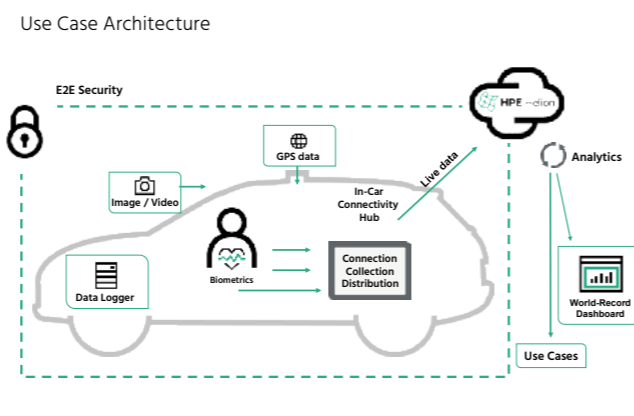 Use Case Architecture
E2E Security
HPE
GPS data
Live data
Analytics
Image / Video
In-Car
Connectivity
Hub
Connection
Collection
Distribution
Biometrics
Data Logger
World-Record
Dashboard
Use Cases